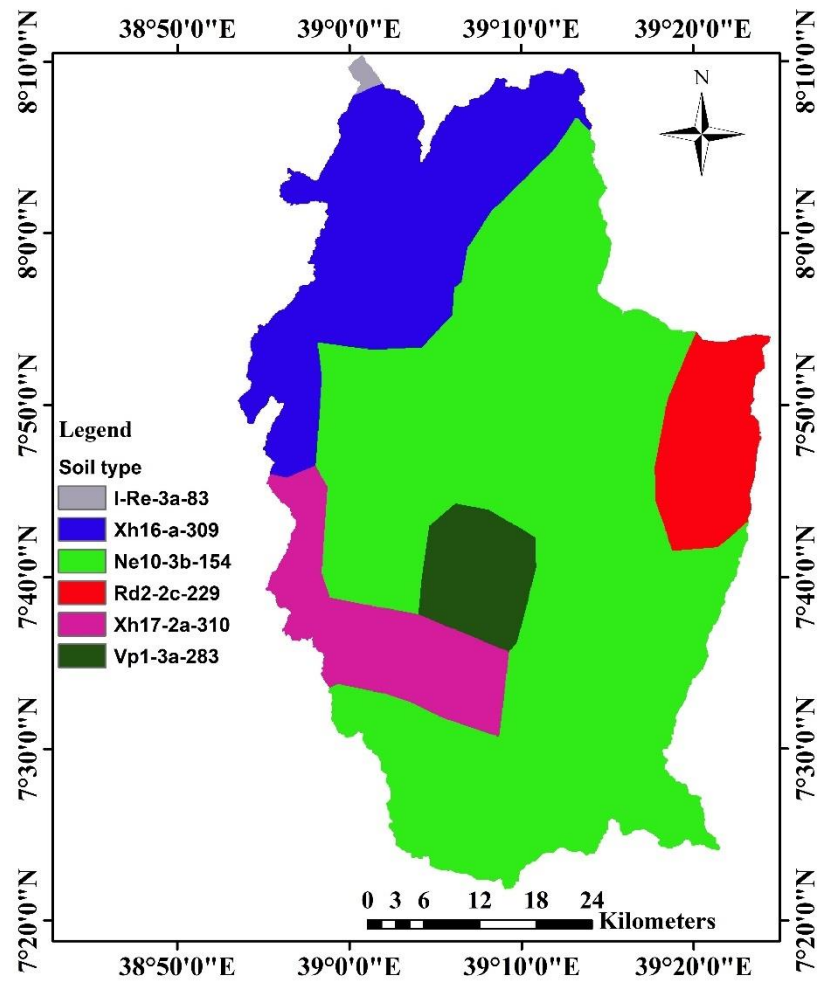 38°50'0"E 39°0'0"E 39°10'0"E 39°20'0"E
8°10'0"N 8°10'0"N
N
8°0'0"N 8°0'0"N
7°50'0"N 7°50'0"N
Legend
Soil type
I-Re-3a-83
Xh16-a-309
Ne10-3b-154
Rd2-2c-229
Xh17-2a-310
Vp1-3a-283
7°40'0"N 7°40'0"N
7°30'0"N 7°30'0"N
0 3 6 12 18 24
Kilometers
7°20'0"N 7°20'0"N
38°50'0"E 39°0'0"E 39°10'0"E 39°20'0"E